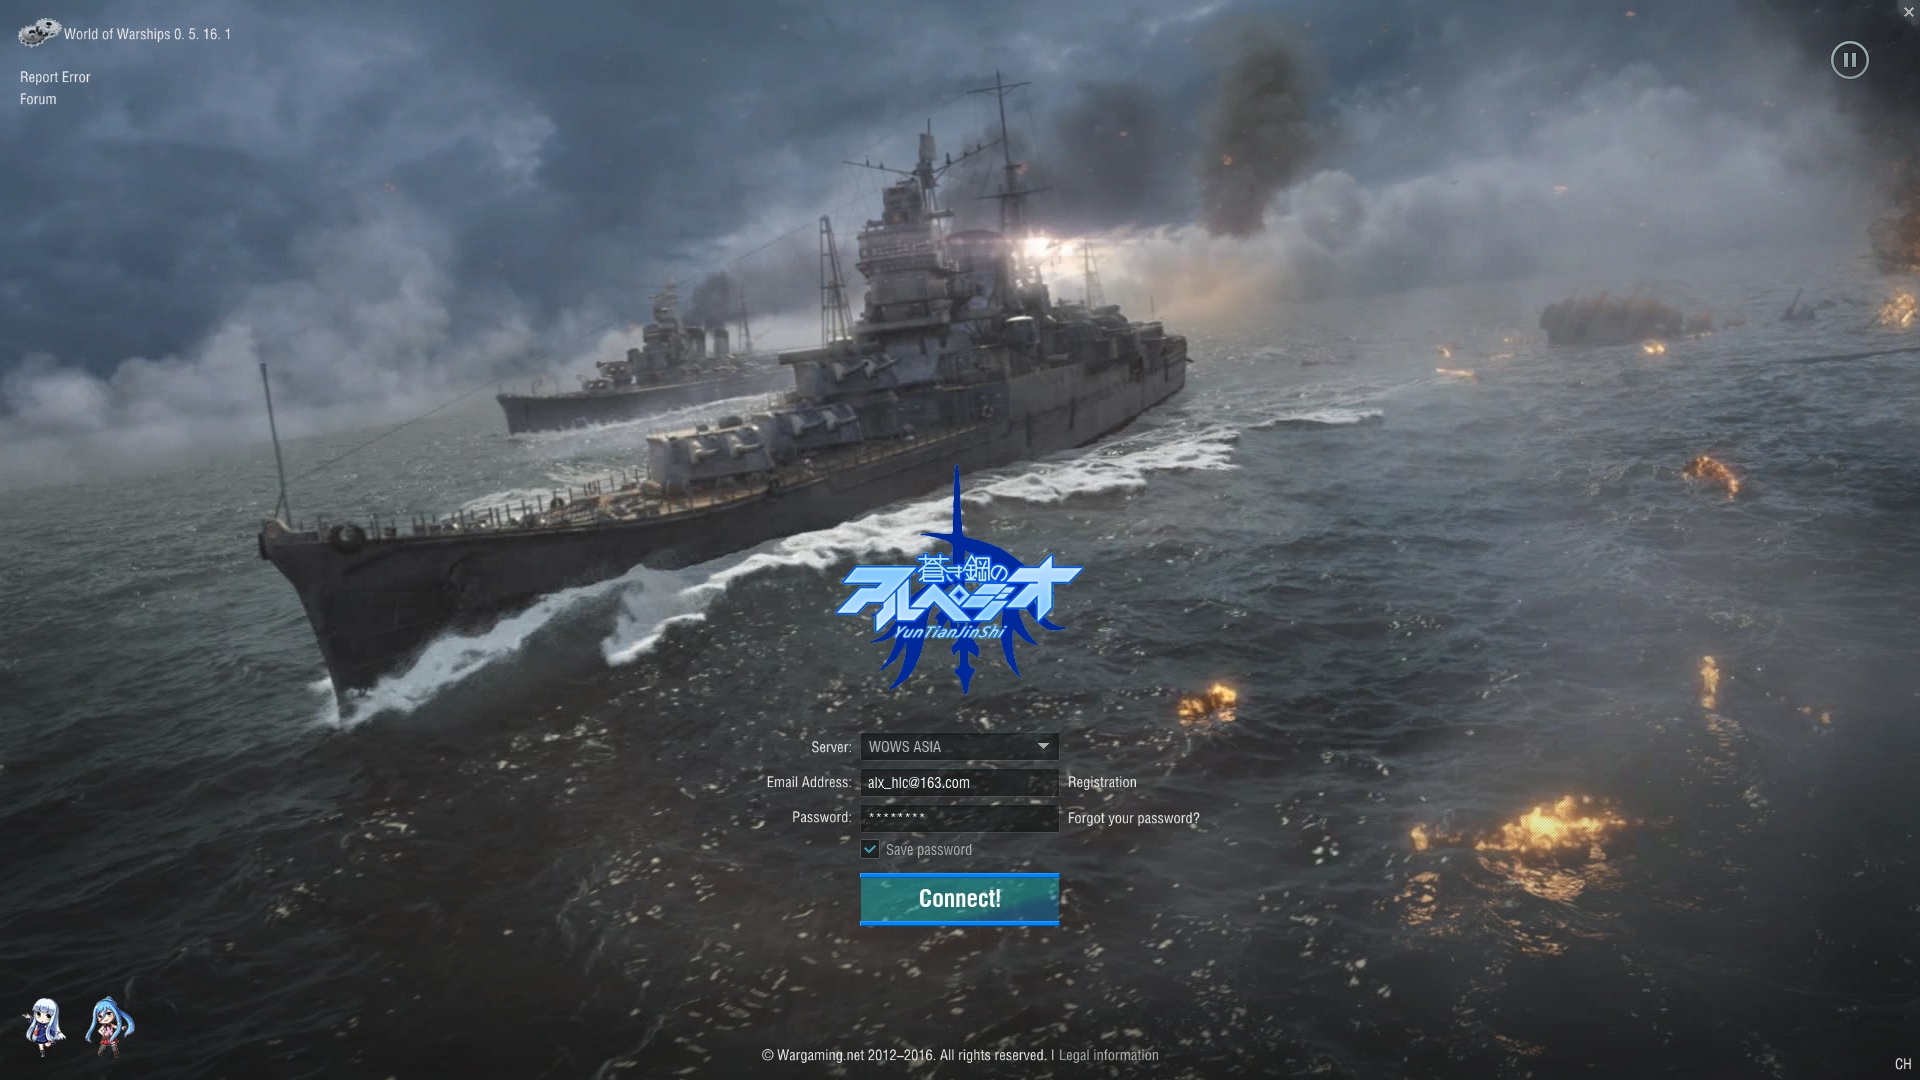 World of Warships 0. 5. 16. 1
Report Error
Forum
蒼き鋼の
アルペジオ
YunTianJinShi
Server: WOWS ASIA
Email Address: alx_hlc@163.com Registration
Password: ******** Forgot your password?
Save password
Connect!
© Wargaming.net 2012–2016. All rights reserved. | Legal information
CH